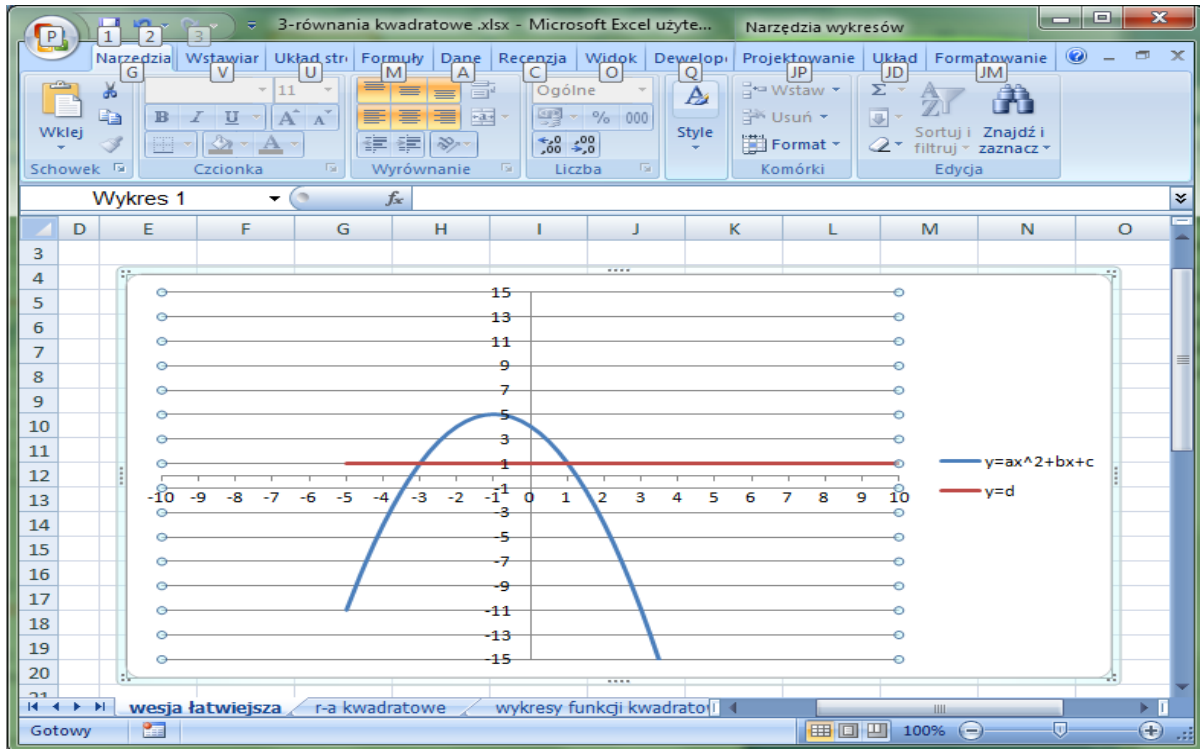 3-równania kwadratowe .xlsx - Microsoft Excel użyte... Narzędzia wykresów
P 1 2 3
Narzędzia Wstawiar Układ stro Formuły Dane Recenzja Widok Dewelop Projektowanie Układ Formatowanie
G V U M A C O Q JP JD JM
Wklej
11
B I U A A
Ogólne
% 000
,00 ,0
Style
Wstaw
Usuń
Format
Σ
Sortuj i filtruj
Znajdź i zaznacz
Schowek Czcionka Wyrównanie Liczba Komórki Edycja
Wykres 1 fx
D E F G H I J K L M N O
3
4
5
6
7
8
9
10
11
12
13
14
15
16
17
18
19
20
21
15
13
11
9
7
5
3
1
-1
-3
-5
-7
-9
-11
-13
-15
-10 -9 -8 -7 -6 -5 -4 -3 -2 -1 0 1 2 3 4 5 6 7 8 9 10
y=ax^2+bx+c
y=d
wesja łatwiejsza r-a kwadratowe wykresy funkcji kwadratow
Gotowy 100%